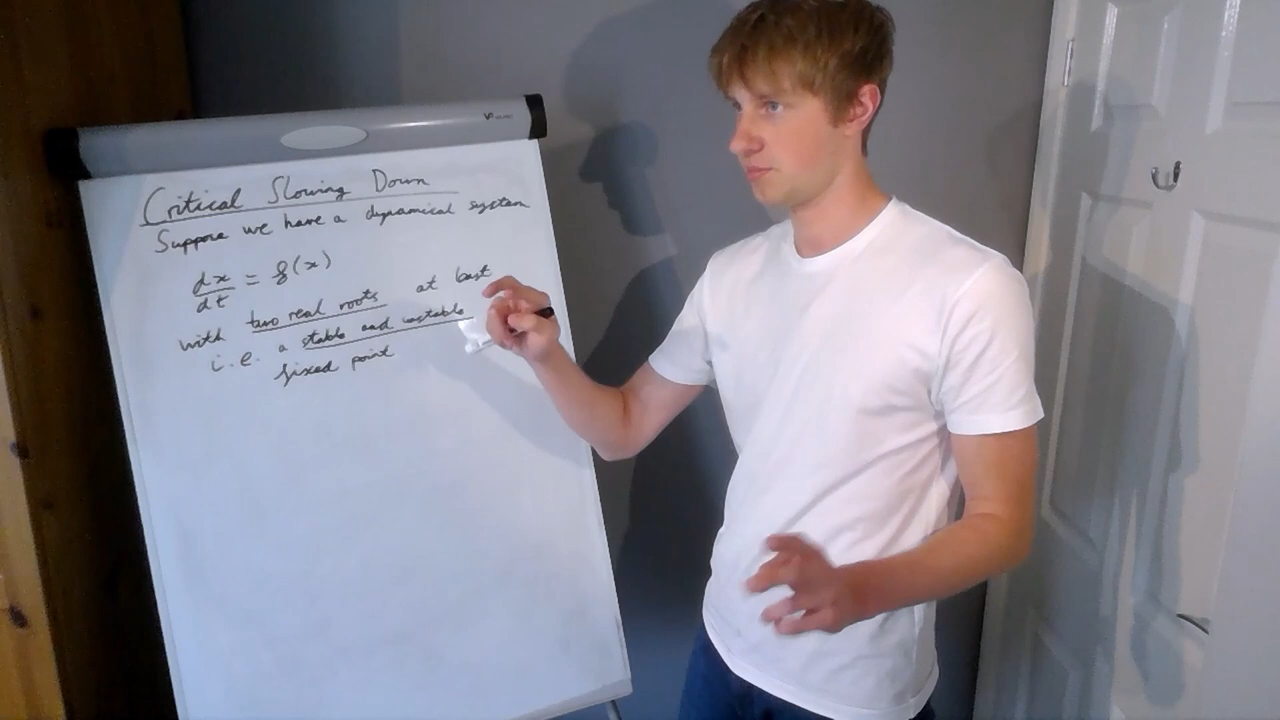 Critical Slowing Down
Suppose we have a dynamical system
dx/dt = g(x)
with two real roots at least
i.e. a stable and unstable
fixed point